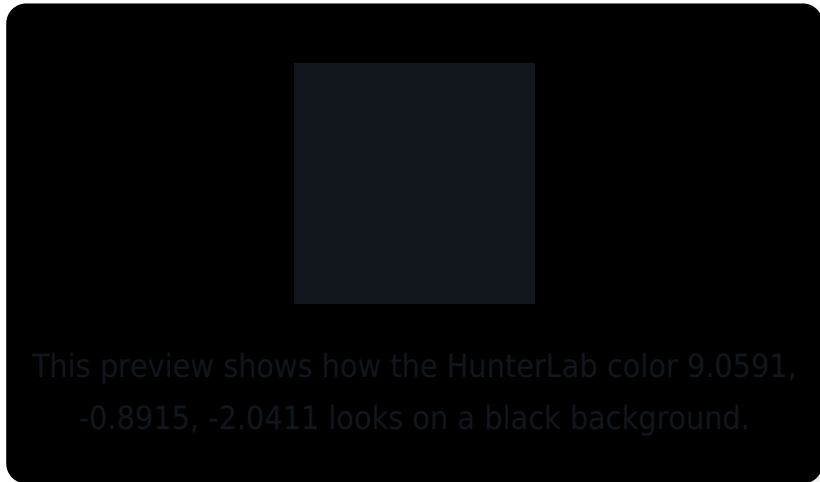 This preview shows how the HunterLab color 9.0591,
-0.8915, -2.0411 looks on a black background.